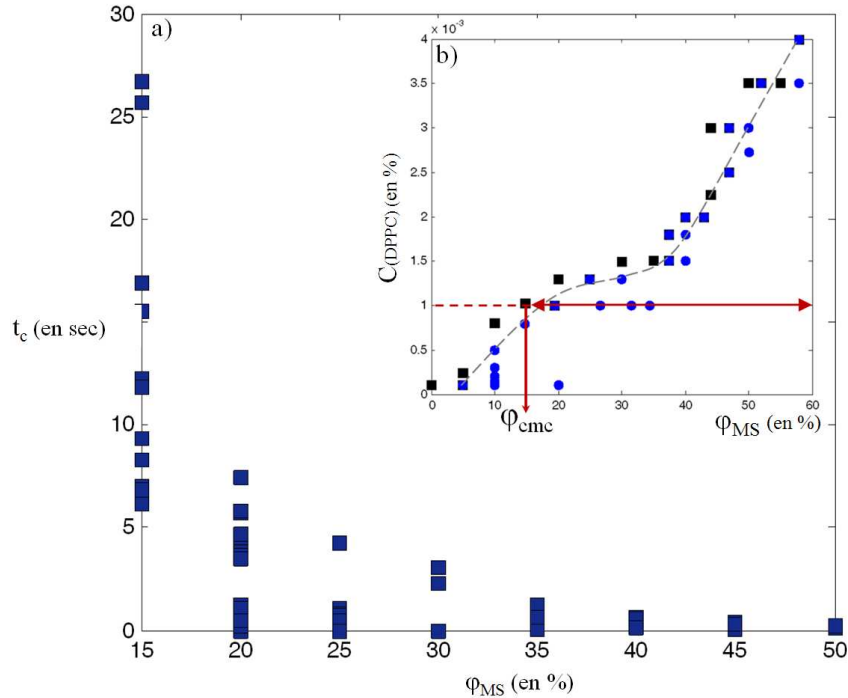 a)
30
25
20
15
10
5
0
t_c (en sec)
15 20 25 30 35 40 45 50
φ_MS (en %)
b)
4 × 10⁻³
3.5
3
2.5
2
1.5
1
0.5
0
C(DPPC) (en %)
0 10 20 30 40 50 60
φ_cmc
φ_MS (en %)